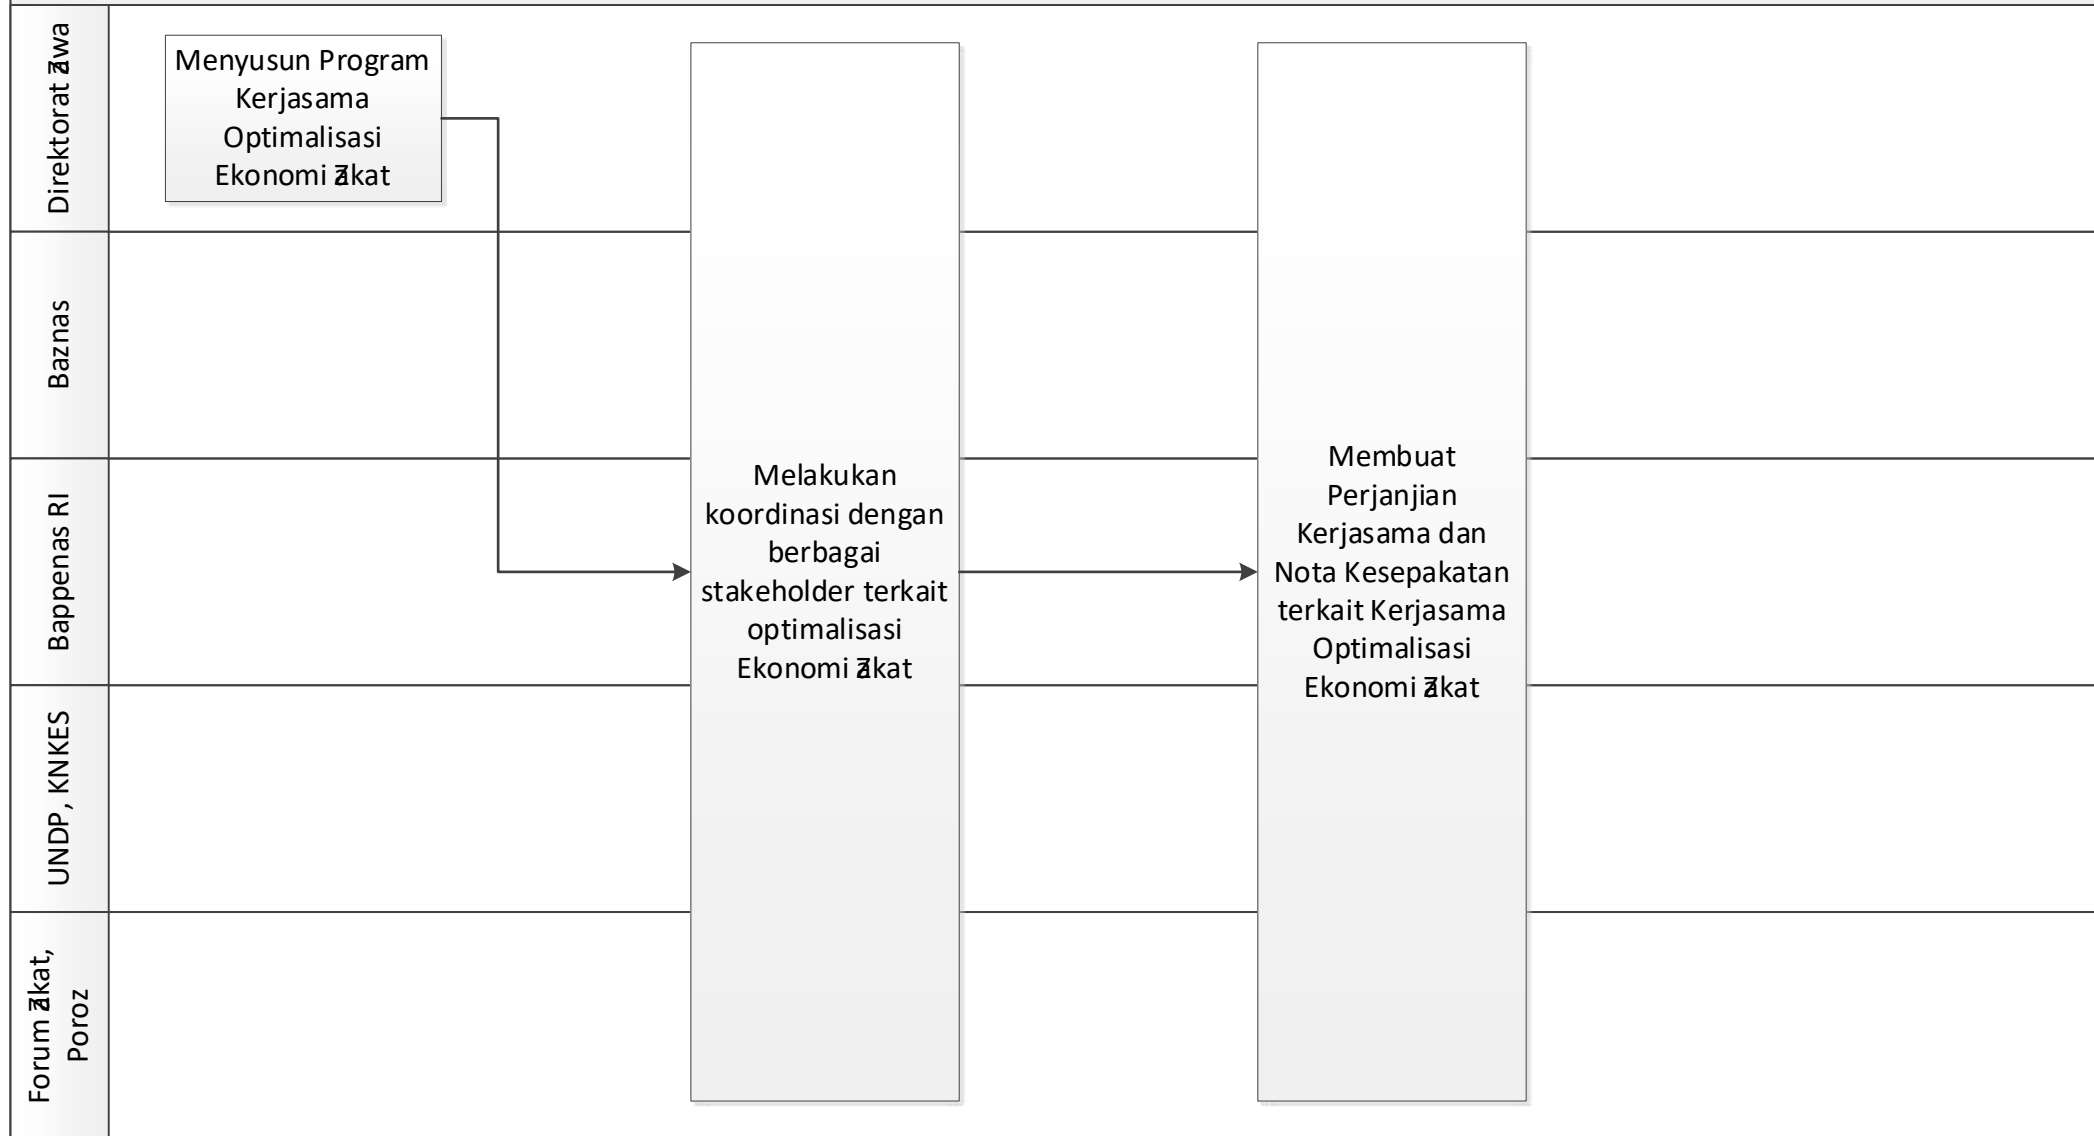 Direktorat Zawa
Menyusun Program
Kerjasama
Optimalisasi
Ekonomi Zakat
Baznas
Bappenas RI
UNDP, KNKES
Forum Zakat,
Poroz
Melakukan
koordinasi dengan
berbagai
stakeholder terkait
optimalisasi
Ekonomi Zakat
Membuat
Perjanjian
Kerjasama dan
Nota Kesepakatan
terkait Kerjasama
Optimalisasi
Ekonomi Zakat